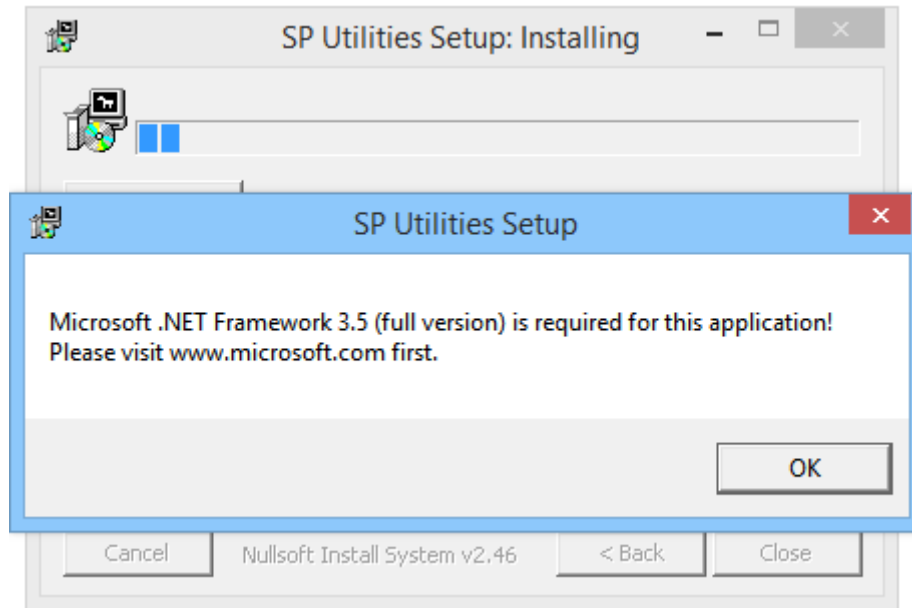 SP Utilities Setup: Installing
SP Utilities Setup
Microsoft .NET Framework 3.5 (full version) is required for this application!
Please visit www.microsoft.com first.
OK
Cancel
Nullsoft Install System v2.46
< Back
Close